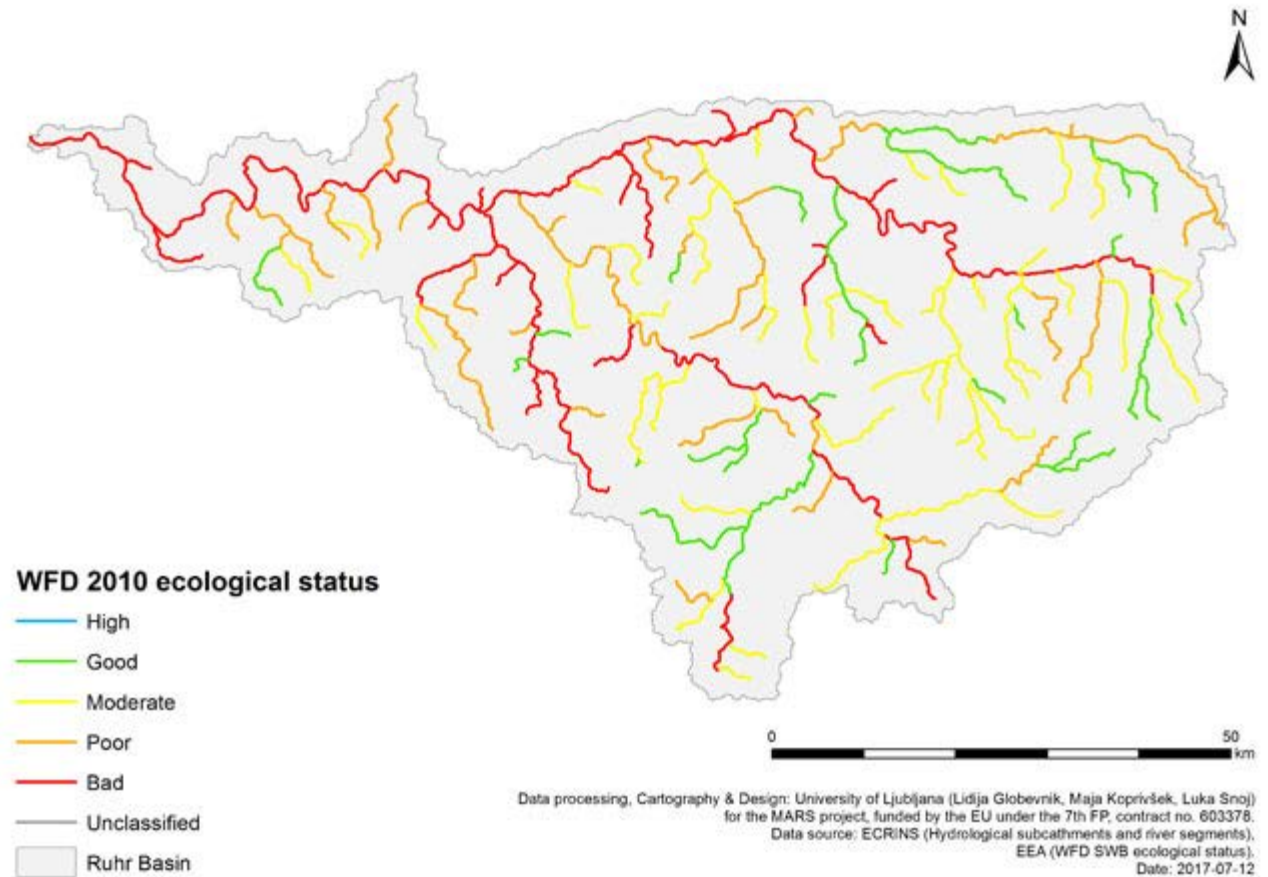 N
WFD 2010 ecological status
High
Good
Moderate
Poor
Bad
Unclassified
Ruhr Basin
0 50
km
Data processing, Cartography & Design: University of Ljubljana (Lidija Globevnik, Maja Koprivšek, Luka Snoj)
for the MARS project, funded by the EU under the 7th FP, contract no. 603378.
Data source: ECRINS (Hydrological subcathments and river segments),
EEA (WFD SWB ecological status).
Date: 2017-07-12